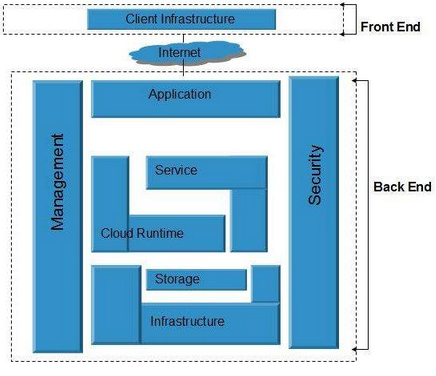 Client Infrastructure
Front End
Internet
Application
Management
Security
Service
Back End
Cloud Runtime
Storage
Infrastructure